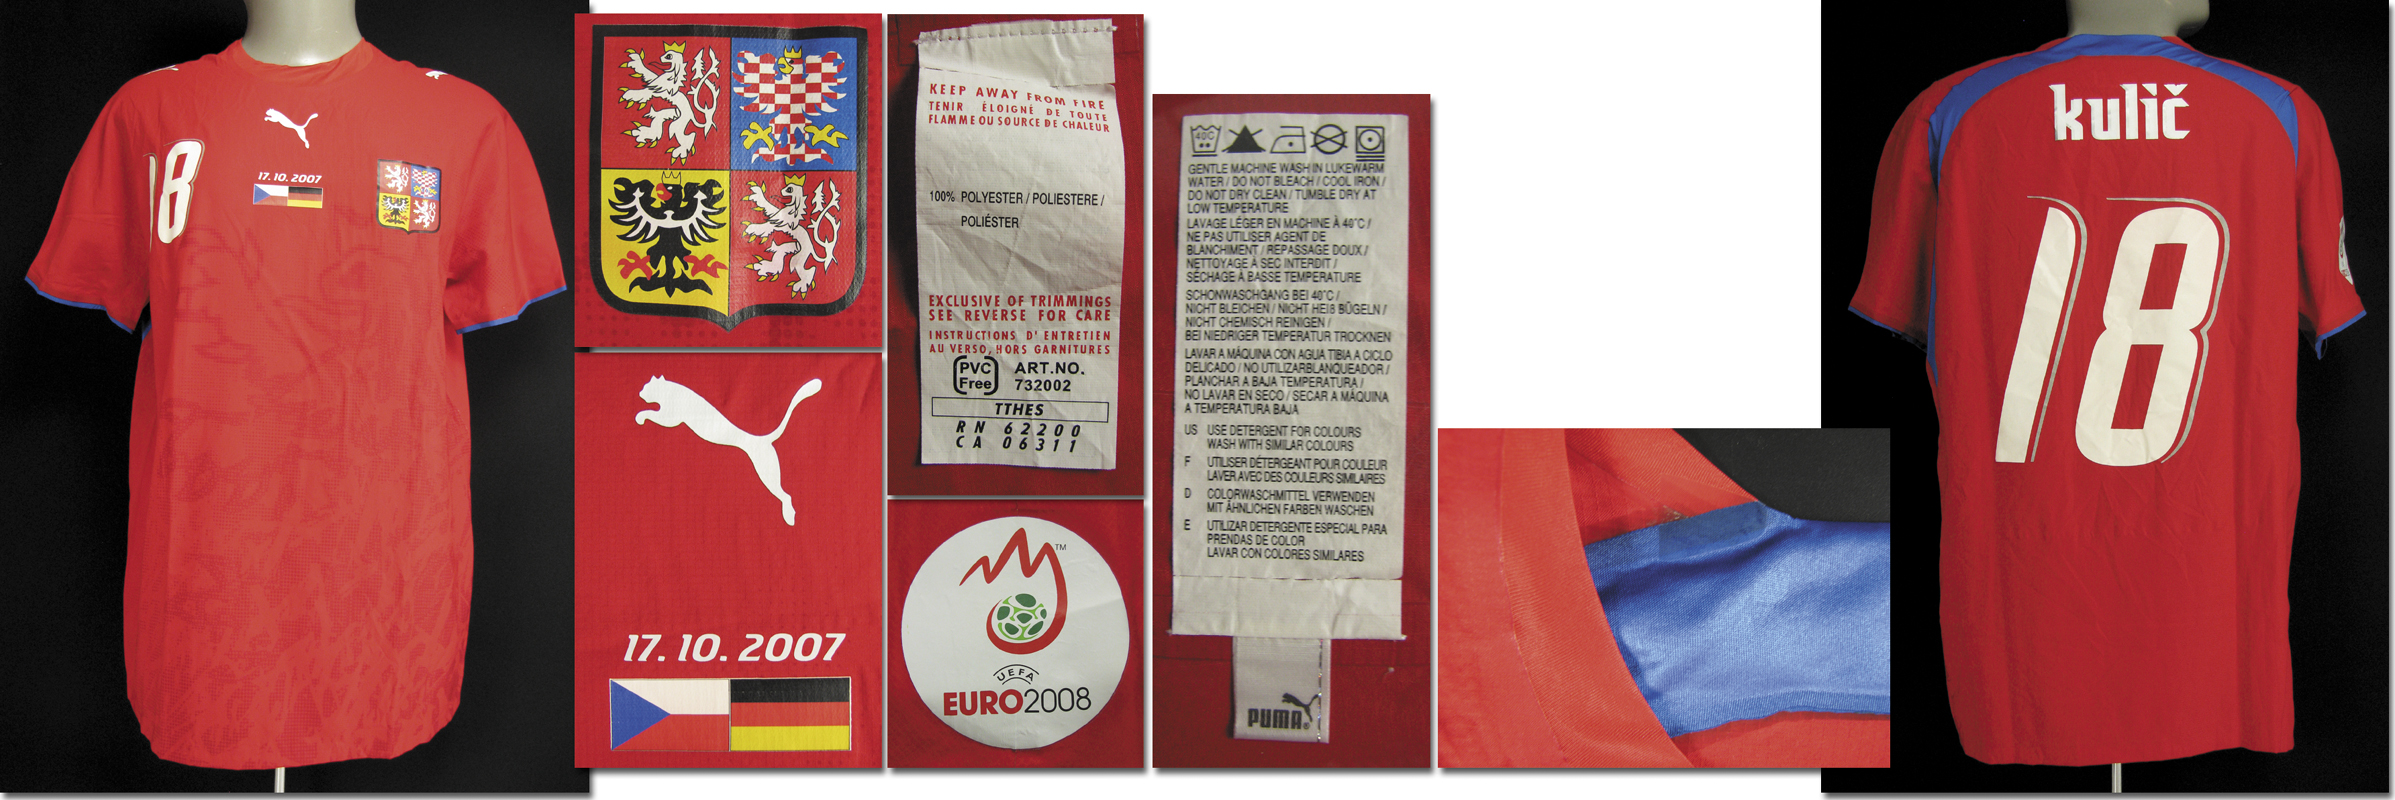 18
17. 10. 2007
17. 10. 2007
KEEP AWAY FROM FIRE
TENIR ÉLOIGNÉ DE TOUTE
FLAMME OU SOURCE DE CHALEUR
100% POLYESTER / POLIESTERE /
POLIÉSTER
EXCLUSIVE OF TRIMMINGS
SEE REVERSE FOR CARE
INSTRUCTIONS D' ENTRETIEN
AU VERSO, HORS GARNITURES
PVC
Free
ART.NO.
732002
TTHES
RN 62200
CA 06311
TM
UEFA
EURO2008
40C
GENTLE MACHINE WASH IN LUKEWARM
WATER / DO NOT BLEACH / COOL IRON /
DO NOT DRY CLEAN / TUMBLE DRY AT
LOW TEMPERATURE
LAVAGE LÉGER EN MACHINE À 40°C /
NE PAS UTILISER AGENT DE
BLANCHIMENT / REPASSAGE DOUX /
NETTOYAGE À SEC INTERDIT /
SÉCHAGE À BASSE TEMPERATURE
SCHONWASCHGANG BEI 40°C /
NICHT BLEICHEN / NICHT HEIß BÜGELN /
NICHT CHEMISCH REINIGEN /
BEI NIEDRIGER TEMPERATUR TROCKNEN
LAVAR A MÁQUINA CON AGUA TIBIA A CICLO
DELICADO / NO UTILIZARBLANQUEADOR /
PLANCHAR A BAJA TEMPERATURA /
NO LAVAR EN SECO / SECAR A MÁQUINA
A TEMPERATURA BAJA
US USE DETERGENT FOR COLOURS
WASH WITH SIMILAR COLOURS
F UTILISER DÉTERGEANT POUR COULEUR
LAVER AVEC DES COULEURS SIMILAIRES
D COLORWASCHMITTEL VERWENDEN
MIT ÄHNLICHEN FARBEN WASCHEN
E UTILIZAR DETERGENTE ESPECIAL PARA
PRENDAS DE COLOR
LAVAR CON COLORES SIMILARES
PUMA®
kulič
18